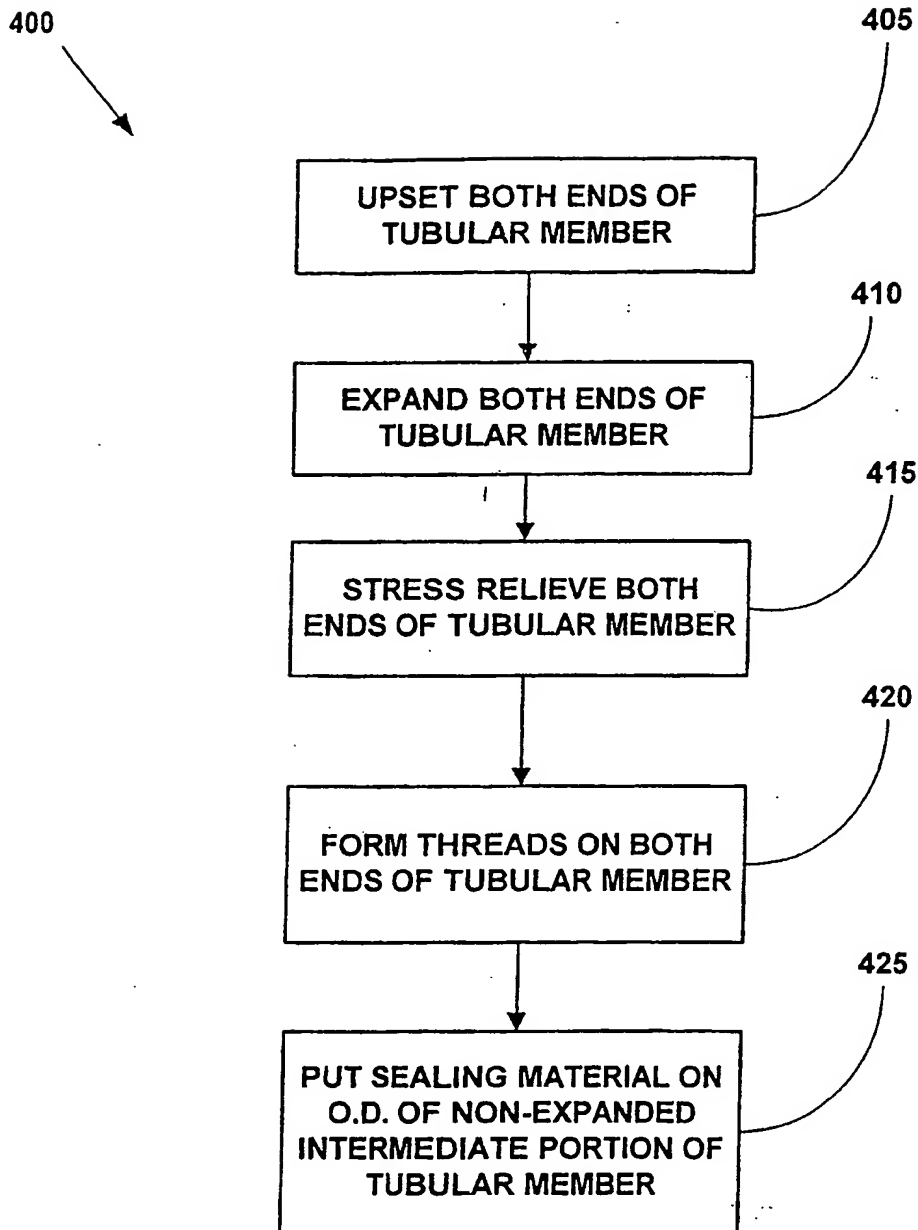 400
405
UPSET BOTH ENDS OF
TUBULAR MEMBER
410
EXPAND BOTH ENDS OF
TUBULAR MEMBER
415
STRESS RELIEVE BOTH
ENDS OF TUBULAR MEMBER
420
FORM THREADS ON BOTH
ENDS OF TUBULAR MEMBER
425
PUT SEALING MATERIAL ON
O.D. OF NON-EXPANDED
INTERMEDIATE PORTION OF
TUBULAR MEMBER